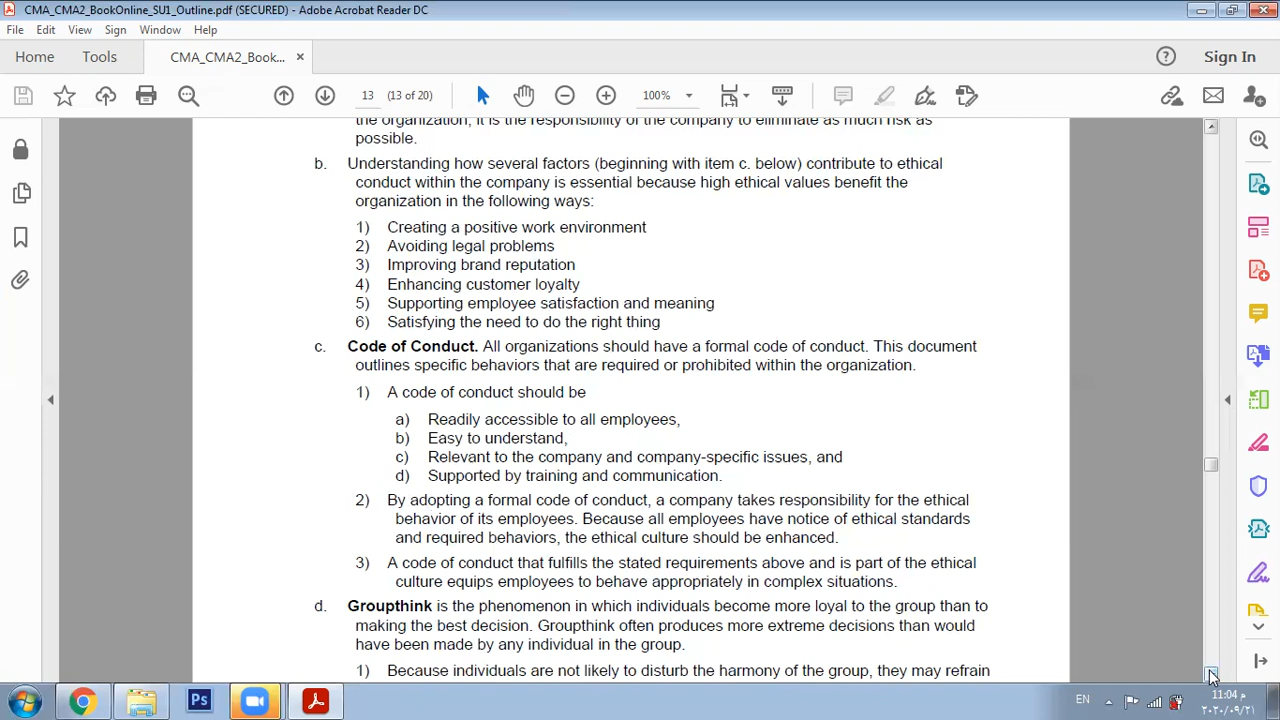 CMA_CMA2_BookOnline_SU1_Outline.pdf (SECURED) - Adobe Acrobat Reader DC
File Edit View Sign Window Help
Home Tools CMA_CMA2_Book... × Sign In
13 (13 of 20) 100%
the organization, it is the responsibility of the company to eliminate as much risk as
possible.
b. Understanding how several factors (beginning with item c. below) contribute to ethical
conduct within the company is essential because high ethical values benefit the
organization in the following ways:
1) Creating a positive work environment
2) Avoiding legal problems
3) Improving brand reputation
4) Enhancing customer loyalty
5) Supporting employee satisfaction and meaning
6) Satisfying the need to do the right thing
c. Code of Conduct. All organizations should have a formal code of conduct. This document
outlines specific behaviors that are required or prohibited within the organization.
1) A code of conduct should be
a) Readily accessible to all employees,
b) Easy to understand,
c) Relevant to the company and company-specific issues, and
d) Supported by training and communication.
2) By adopting a formal code of conduct, a company takes responsibility for the ethical
behavior of its employees. Because all employees have notice of ethical standards
and required behaviors, the ethical culture should be enhanced.
3) A code of conduct that fulfills the stated requirements above and is part of the ethical
culture equips employees to behave appropriately in complex situations.
d. Groupthink is the phenomenon in which individuals become more loyal to the group than to
making the best decision. Groupthink often produces more extreme decisions than would
have been made by any individual in the group.
1) Because individuals are not likely to disturb the harmony of the group, they may refrain
Ps EN 11:04 م
٢٠٢٠/٠٩/٢١